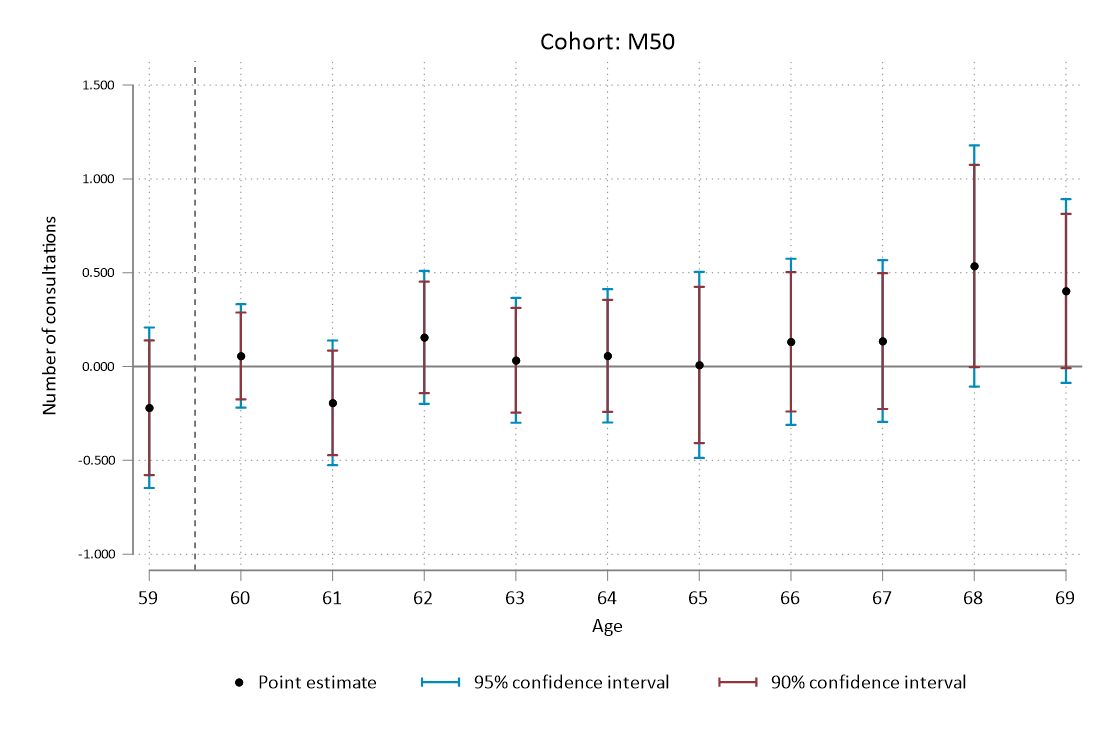 Cohort: M50
1.500
1.000
0.500
0.000
-0.500
-1.000
Number of consultations
59 60 61 62 63 64 65 66 67 68 69
Age
Point estimate 95% confidence interval 90% confidence interval